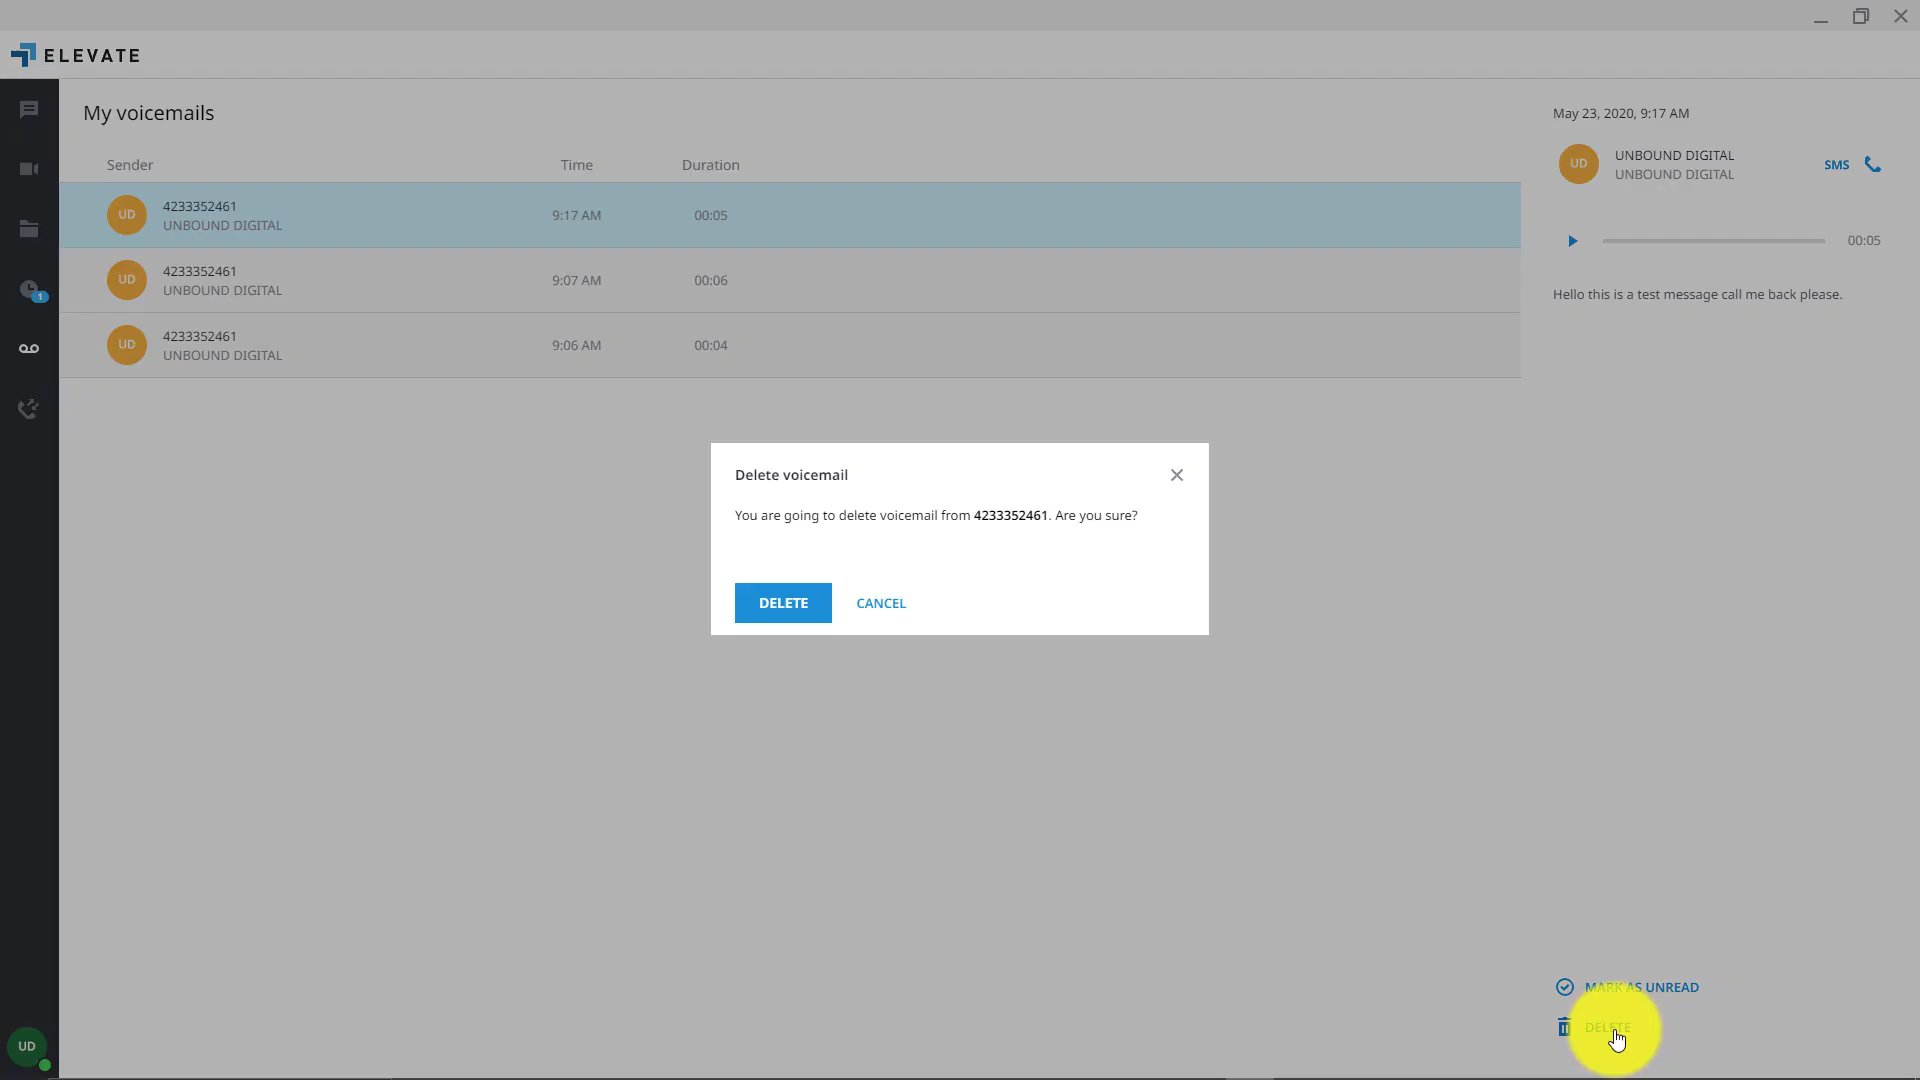 ELEVATE
My voicemails
Sender Time Duration
UD 4233352461 9:17 AM 00:05
UNBOUND DIGITAL
UD 4233352461 9:07 AM 00:06
UNBOUND DIGITAL
UD 4233352461 9:06 AM 00:04
UNBOUND DIGITAL
1
UD
May 23, 2020, 9:17 AM
UD UNBOUND DIGITAL SMS
UNBOUND DIGITAL
00:05
Hello this is a test message call me back please.
Delete voicemail
You are going to delete voicemail from 4233352461. Are you sure?
DELETE CANCEL
MARK AS UNREAD
DELETE